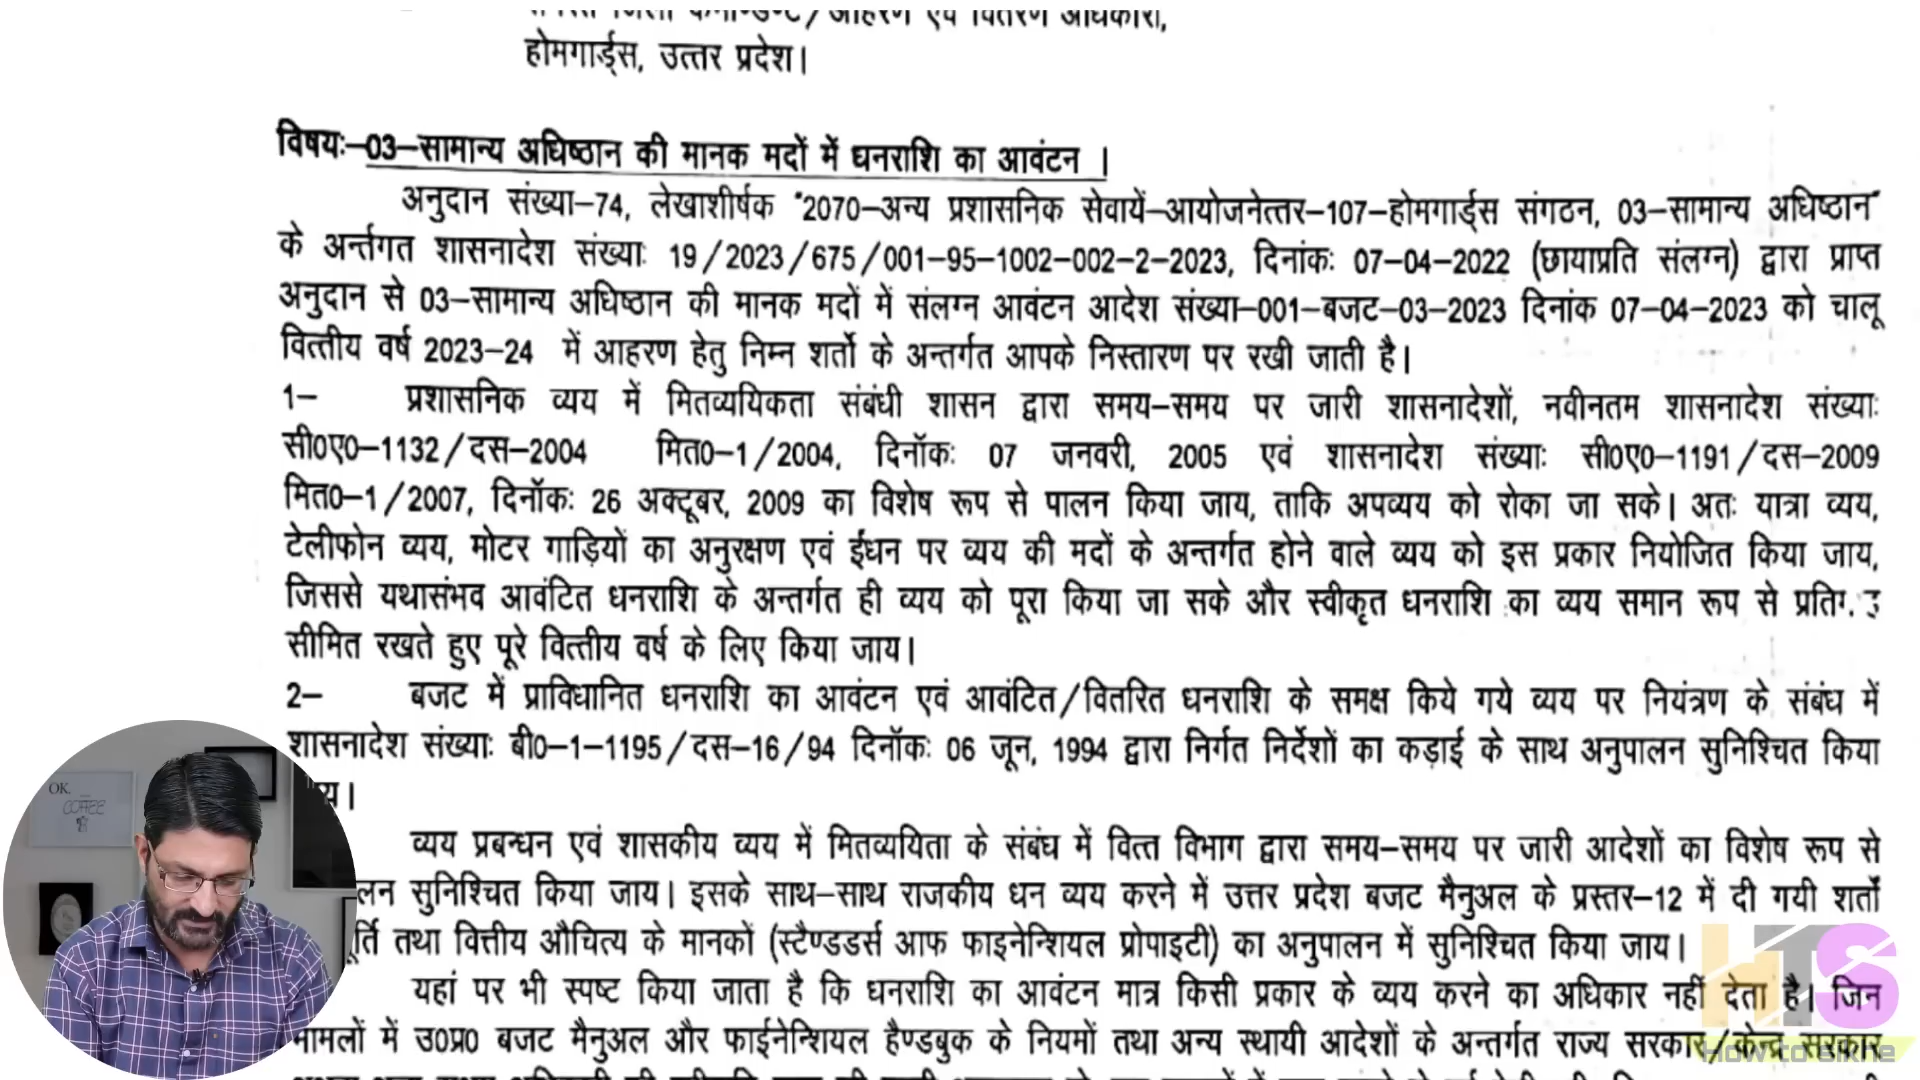 होमगार्ड्स, उत्तर प्रदेश।
विषयः–03–सामान्य अधिष्ठान की मानक मदों में धनराशि का आवंटन ।
अनुदान संख्या–74, लेखाशीर्षक "2070–अन्य प्रशासनिक सेवायें–आयोजनेत्तर–107–होमगार्ड्स संगठन, 03–सामान्य अधिष्ठान"
के अर्न्तगत शासनादेश संख्याः 19/2023/675/001–95–1002–002–2–2023, दिनांकः 07–04–2022 (छायाप्रति संलग्न) द्वारा प्राप्त
अनुदान से 03–सामान्य अधिष्ठान की मानक मदों में संलग्न आवंटन आदेश संख्या–001–बजट–03–2023 दिनांक 07–04–2023 को चालू
वित्तीय वर्ष 2023–24 में आहरण हेतु निम्न शर्तो के अन्तर्गत आपके निस्तारण पर रखी जाती है।
1– प्रशासनिक व्यय में मितव्ययिकता संबंधी शासन द्वारा समय–समय पर जारी शासनादेशों, नवीनतम शासनादेश संख्याः
सी0ए0–1132/दस–2004 मित0–1/2004, दिनॉकः 07 जनवरी, 2005 एवं शासनादेश संख्याः सी0ए0–1191/दस–2009
मित0–1/2007, दिनॉकः 26 अक्टूबर, 2009 का विशेष रूप से पालन किया जाय, ताकि अपव्यय को रोका जा सके। अतः यात्रा व्यय,
टेलीफोन व्यय, मोटर गाड़ियों का अनुरक्षण एवं ईंधन पर व्यय की मदों के अन्तर्गत होने वाले व्यय को इस प्रकार नियोजित किया जाय,
जिससे यथासंभव आवंटित धनराशि के अन्तर्गत ही व्यय को पूरा किया जा सके और स्वीकृत धनराशि का व्यय समान रूप से
सीमित रखते हुए पूरे वित्तीय वर्ष के लिए किया जाय।
2– बजट में प्राविधानित धनराशि का आवंटन एवं आवंटित/वितरित धनराशि के समक्ष किये गये व्यय पर नियंत्रण के संबंध में
शासनादेश संख्याः बी0–1–1195/दस–16/94 दिनॉकः 06 जून, 1994 द्वारा निर्गत निर्देशों का कड़ाई के साथ अनुपालन सुनिश्चित किया
य।
व्यय प्रबन्धन एवं शासकीय व्यय में मितव्ययिता के संबंध में वित्त विभाग द्वारा समय–समय पर जारी आदेशों का विशेष रूप से
लन सुनिश्चित किया जाय। इसके साथ–साथ राजकीय धन व्यय करने में उत्तर प्रदेश बजट मैनुअल के प्रस्तर–12 में दी गयी शर्तों
र्ति तथा वित्तीय औचित्य के मानकों (स्टैण्डडर्स आफ फाइनेन्शियल प्रोपाइटी) का अनुपालन में सुनिश्चित किया जाय।
यहां पर भी स्पष्ट किया जाता है कि धनराशि का आवंटन मात्र किसी प्रकार के व्यय करने का अधिकार नहीं देता है। जिन
मामलों में उ0प्र0 बजट मैनुअल और फाईनेन्शियल हैण्डबुक के नियमों तथा अन्य स्थायी आदेशों के अन्तर्गत राज्य सरकार/केन्द्र सरकार
OK.
COFFEE
HTS
How to sikhe